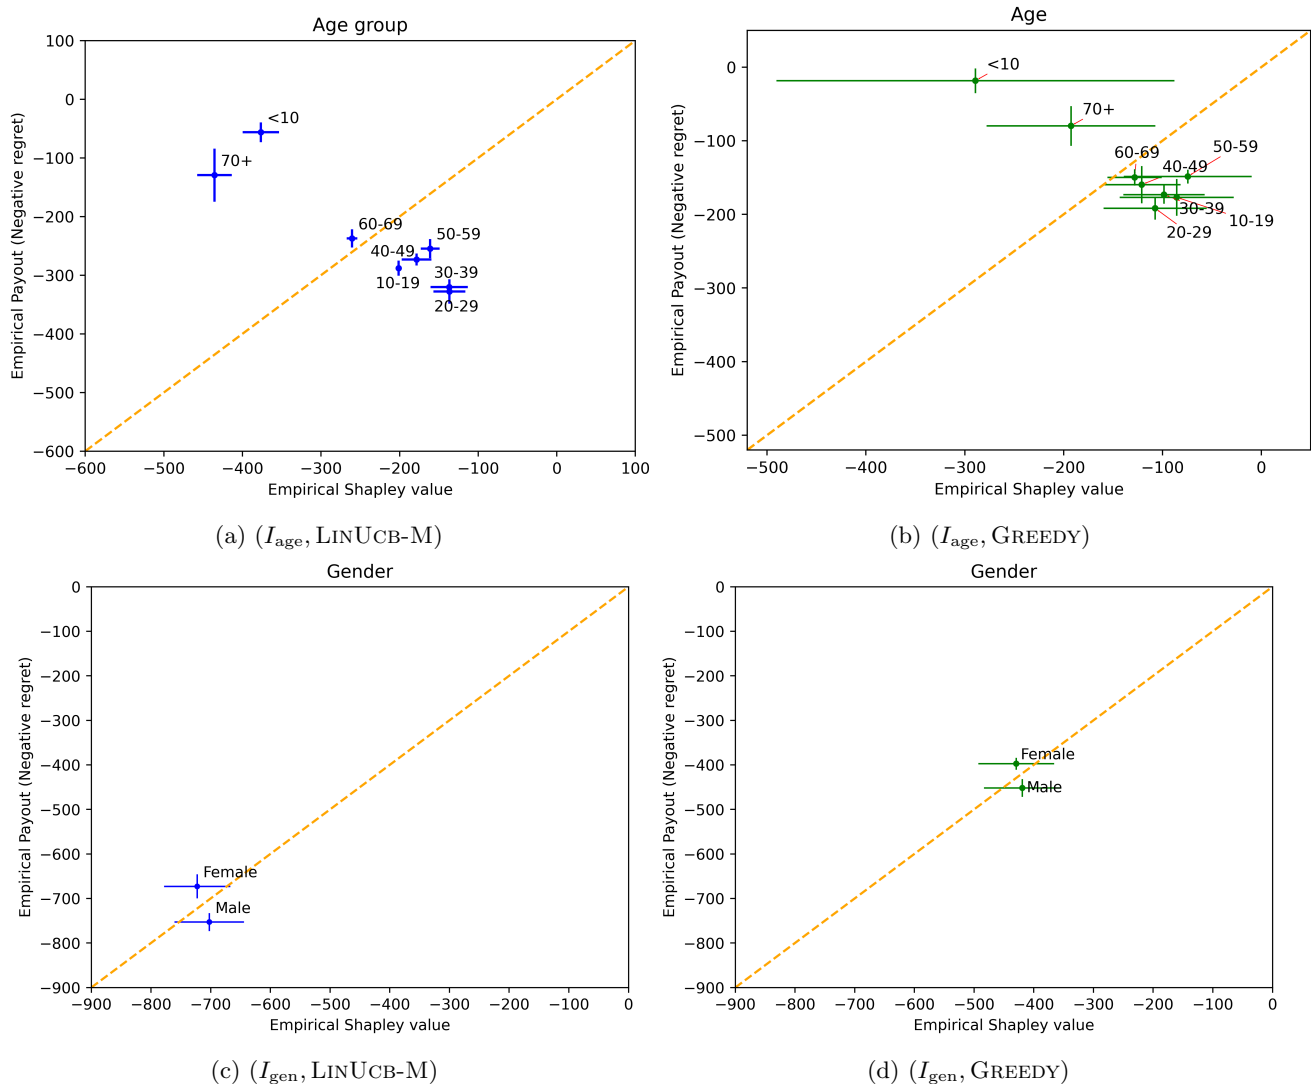 Age group
Empirical Payout (Negative regret)
100
0
−100
−200
−300
−400
−500
−600
<10
70+
60-69
50-59
40-49
10-19
30-39
20-29
−600 −500 −400 −300 −200 −100 0 100
Empirical Shapley value
(a) (I_age, LINUCB-M)
Age
Empirical Payout (Negative regret)
0
−100
−200
−300
−400
−500
<10
70+
60-69
50-59
40-49
30-39
10-19
20-29
−500 −400 −300 −200 −100 0
Empirical Shapley value
(b) (I_age, GREEDY)
Gender
Empirical Payout (Negative regret)
0
−100
−200
−300
−400
−500
−600
−700
−800
−900
Female
Male
−900 −800 −700 −600 −500 −400 −300 −200 −100 0
Empirical Shapley value
(c) (I_gen, LINUCB-M)
Gender
Empirical Payout (Negative regret)
0
−100
−200
−300
−400
−500
−600
−700
−800
−900
Female
Male
−900 −800 −700 −600 −500 −400 −300 −200 −100 0
Empirical Shapley value
(d) (I_gen, GREEDY)